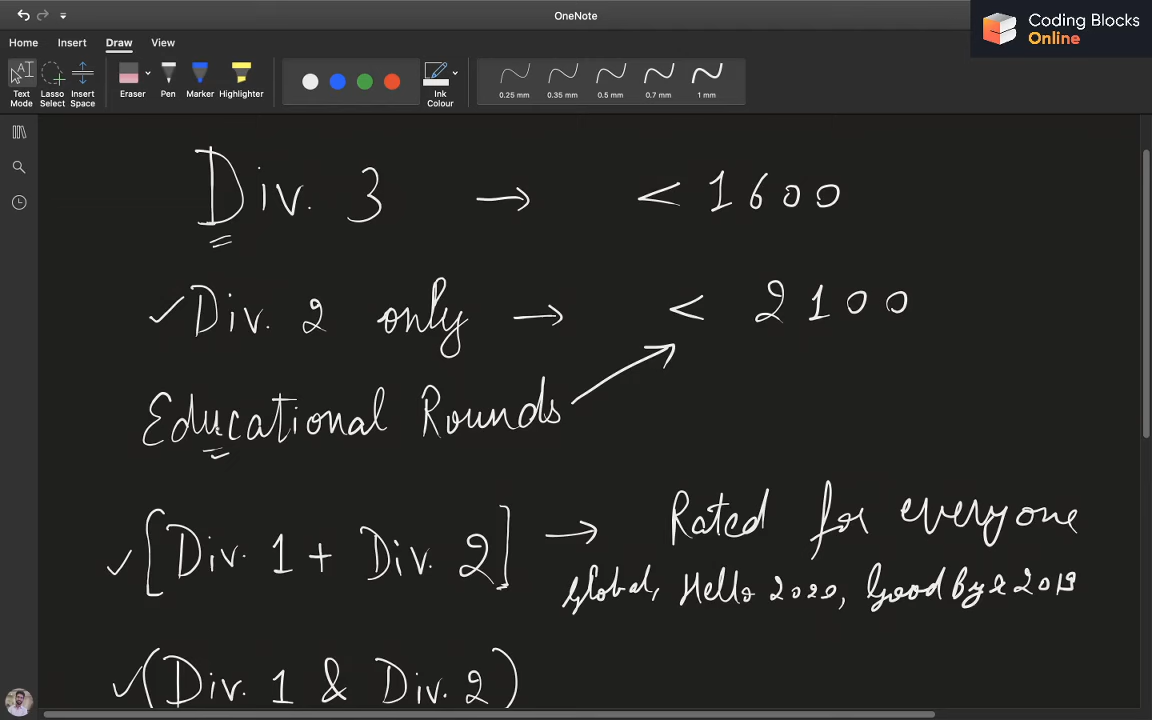 OneNote
Coding Blocks
Online
Home Insert Draw View
Text Mode
Lasso Select
Insert Space
Eraser
Pen
Marker
Highlighter
Ink Colour
0.25 mm 0.35 mm 0.5 mm 0.7 mm 1 mm
Div. 3 → < 1600
✓ Div. 2 only → < 2100
Educational Rounds
✓ [Div. 1 + Div. 2] → Rated for everyone
Global, Hello 2020, Goodbye 2019
✓ (Div. 1 & Div. 2)